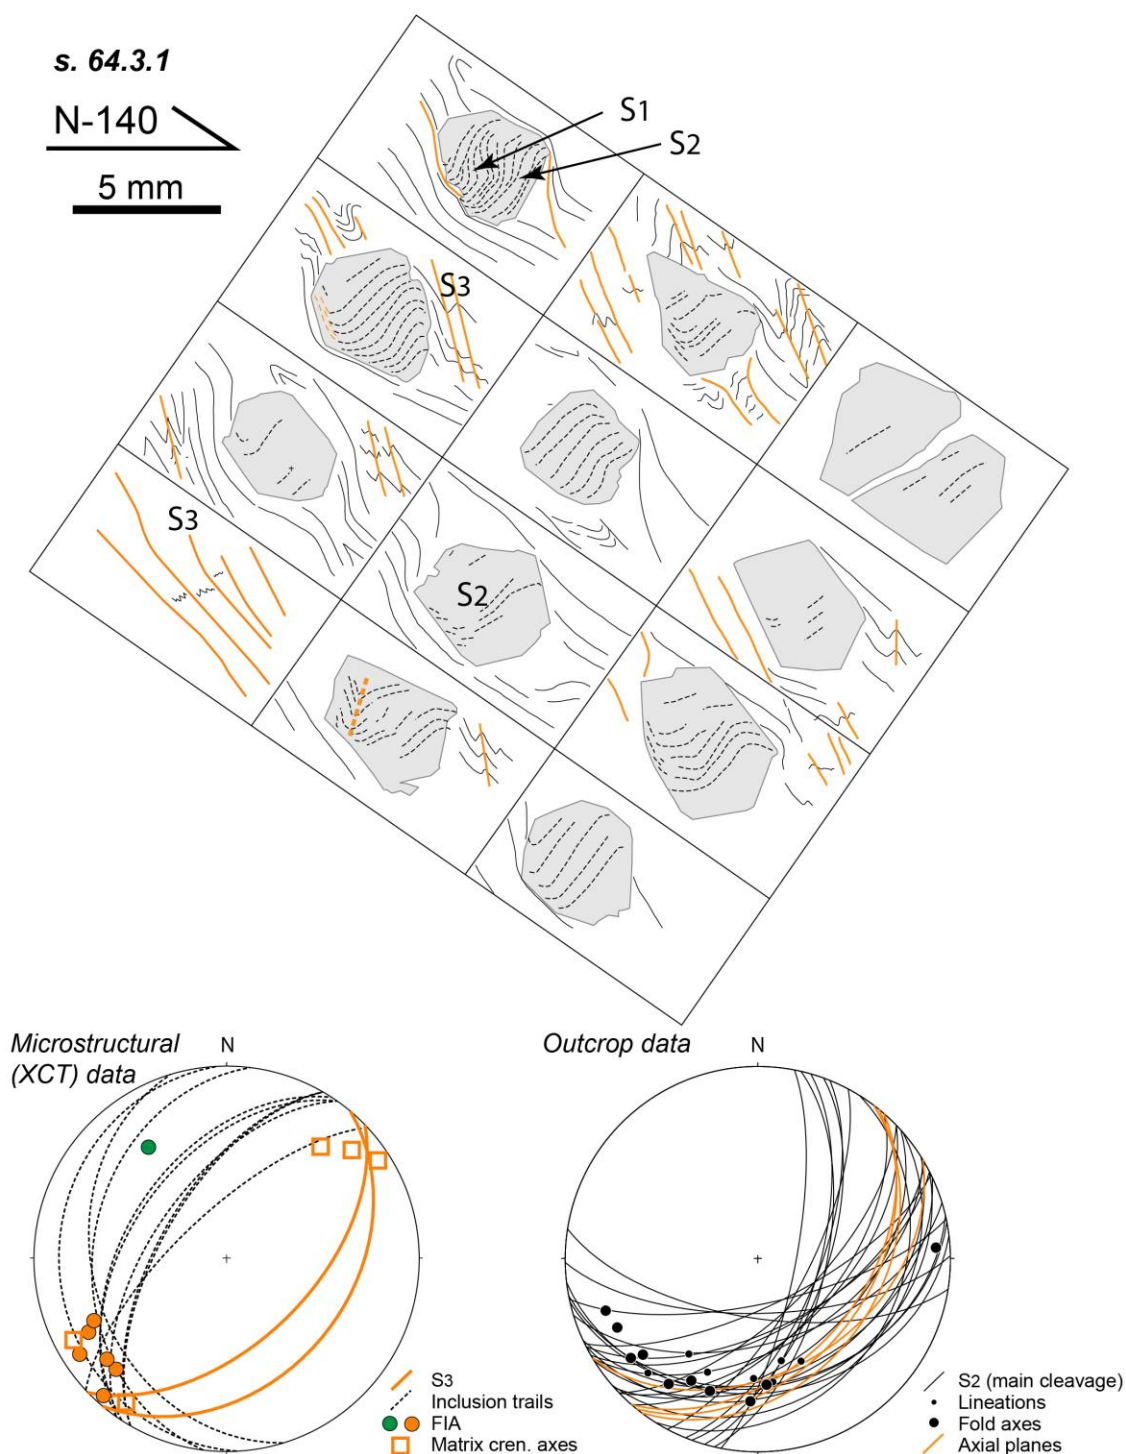 s. 64.3.1
N-140
5 mm
S1
S2
S3
S3
S2
Microstructural
(XCT) data
N
S3
Inclusion trails
FIA
Matrix cren. axes
Outcrop data
N
S2 (main cleavage)
Lineations
Fold axes
Axial planes